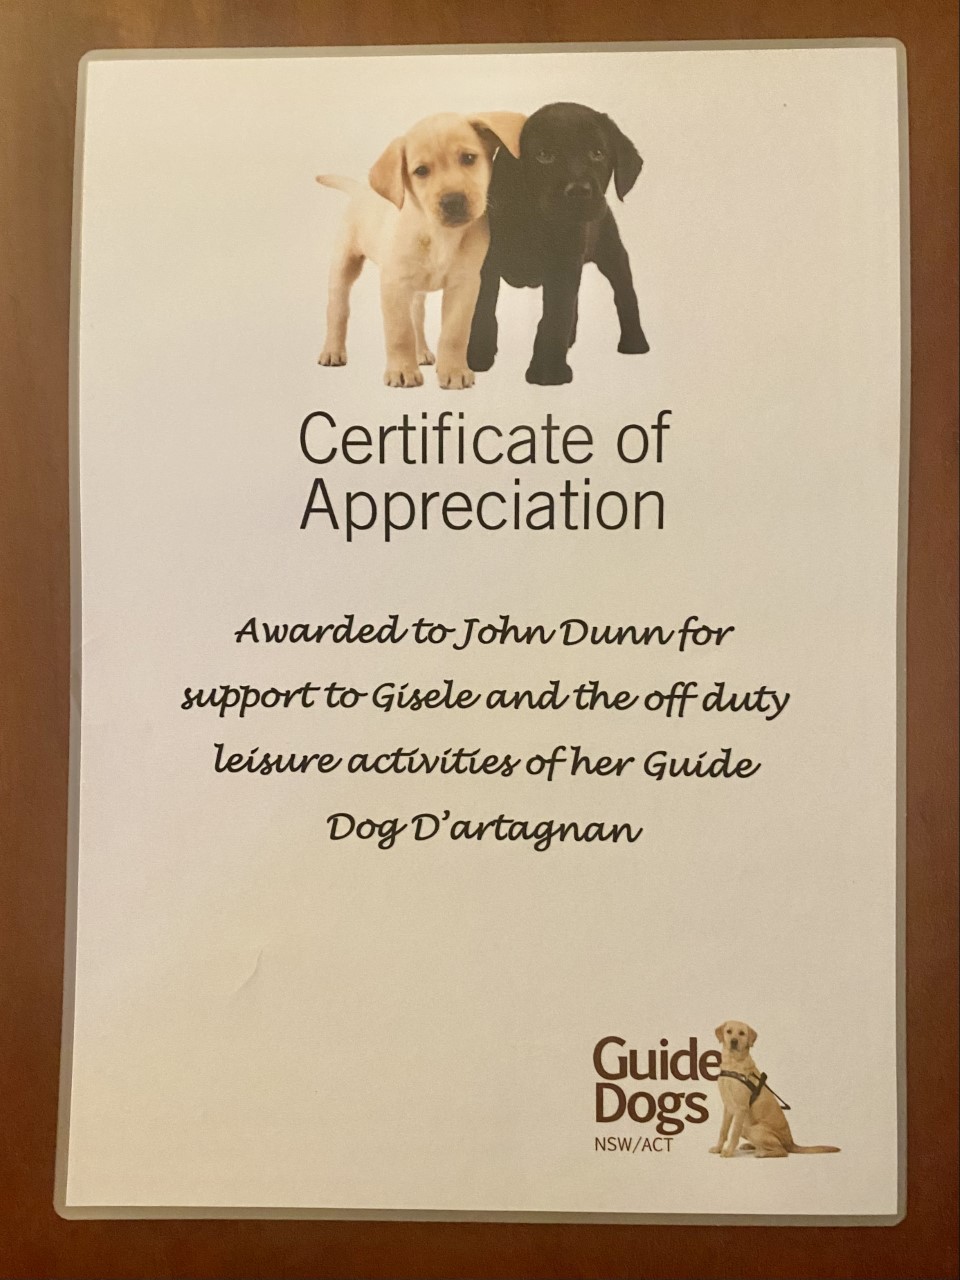 Certificate of
Appreciation
Awarded to John Dunn for
support to Gisele and the off duty
leisure activities of her Guide
Dog D'artagnan
Guide
Dogs
NSW/ACT